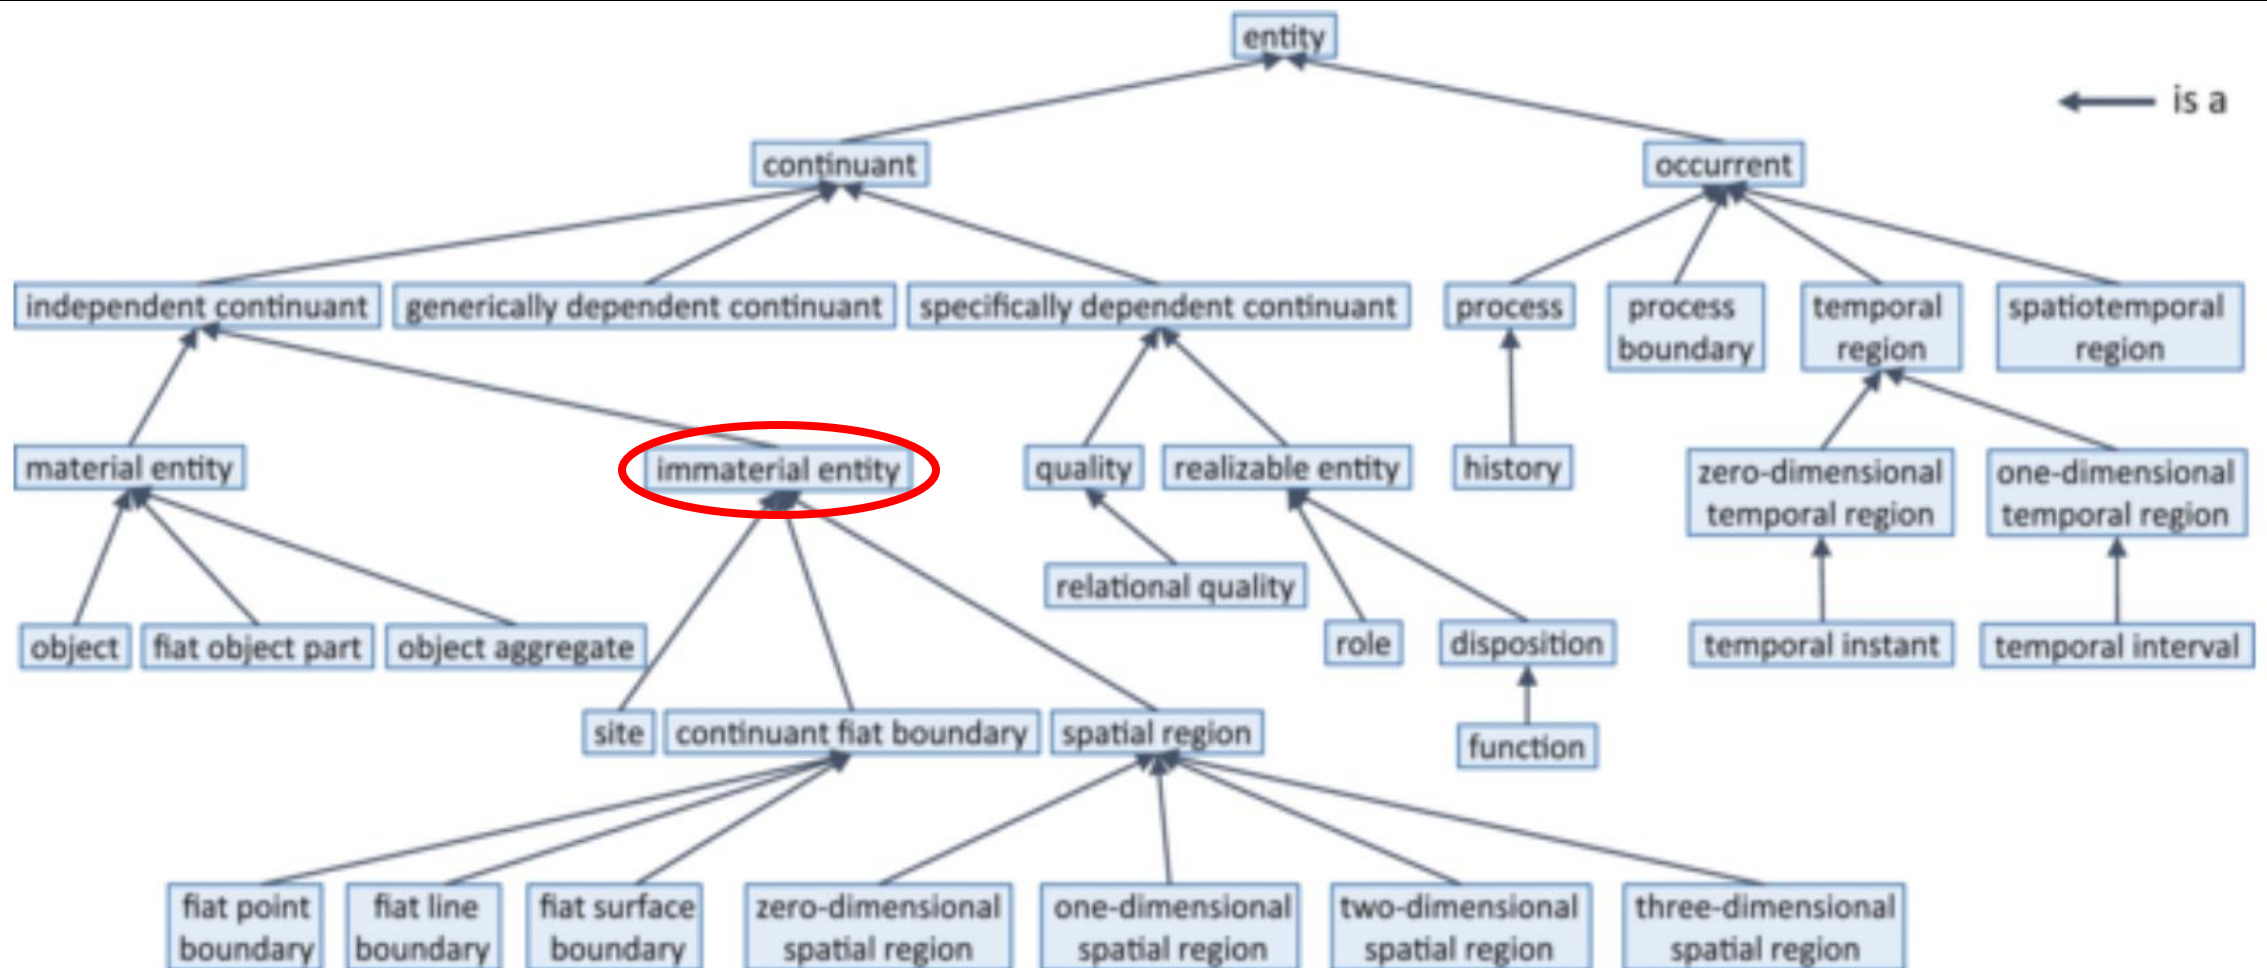 entity
is a
continuant
occurrent
independent continuant
generically dependent continuant
specifically dependent continuant
process
process
boundary
temporal
region
spatiotemporal
region
material entity
immaterial entity
quality
realizable entity
history
zero-dimensional
temporal region
one-dimensional
temporal region
relational quality
object
fiat object part
object aggregate
role
disposition
temporal instant
temporal interval
site
continuant fiat boundary
spatial region
function
fiat point
boundary
fiat line
boundary
fiat surface
boundary
zero-dimensional
spatial region
one-dimensional
spatial region
two-dimensional
spatial region
three-dimensional
spatial region